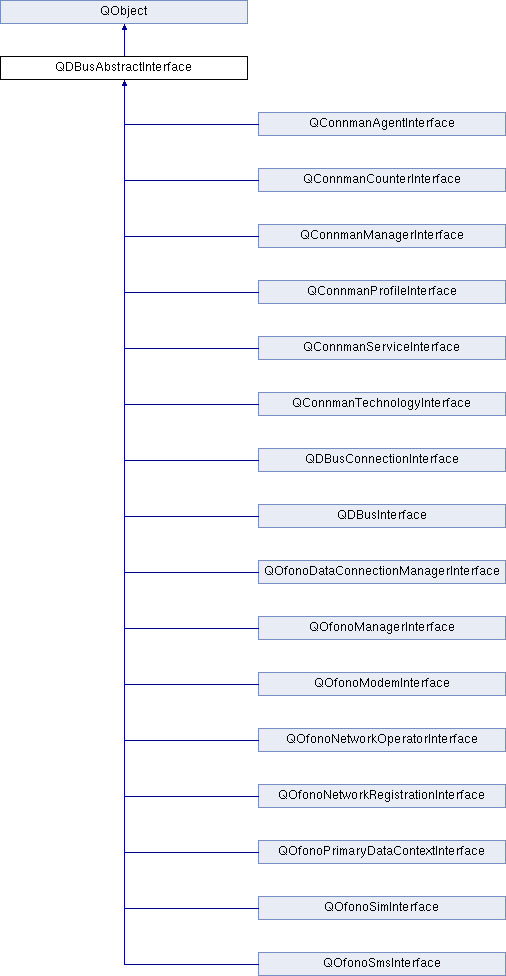 QObject
QDBusAbstractInterface
QConnmanAgentInterface
QConnmanCounterInterface
QConnmanManagerInterface
QConnmanProfileInterface
QConnmanServiceInterface
QConnmanTechnologyInterface
QDBusConnectionInterface
QDBusInterface
QOfonoDataConnectionManagerInterface
QOfonoManagerInterface
QOfonoModemInterface
QOfonoNetworkOperatorInterface
QOfonoNetworkRegistrationInterface
QOfonoPrimaryDataContextInterface
QOfonoSimInterface
QOfonoSmsInterface